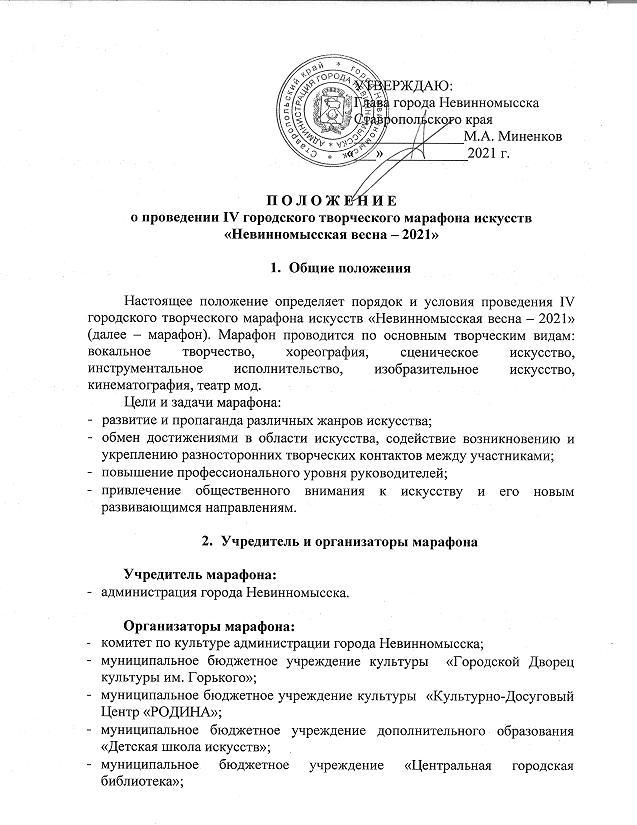 Ставропольский край * город Невинномысск *
АДМИНИСТРАЦИЯ ГОРОДА НЕВИННОМЫССКА *
УТВЕРЖДАЮ:
Глава города Невинномысска
Ставропольского края
_______________М.А. Миненков
«___»____________2021 г.
П О Л О Ж Е Н И Е
о проведении IV городского творческого марафона искусств
«Невинномысская весна – 2021»
1. Общие положения
Настоящее положение определяет порядок и условия проведения IV
городского творческого марафона искусств «Невинномысская весна – 2021»
(далее – марафон). Марафон проводится по основным творческим видам:
вокальное творчество, хореография, сценическое искусство,
инструментальное исполнительство, изобразительное искусство,
кинематография, театр мод.
Цели и задачи марафона:
- развитие и пропаганда различных жанров искусства;
- обмен достижениями в области искусства, содействие возникновению и
укреплению разносторонних творческих контактов между участниками;
- повышение профессионального уровня руководителей;
- привлечение общественного внимания к искусству и его новым
развивающимся направлениям.
2. Учредитель и организаторы марафона
Учредитель марафона:
- администрация города Невинномысска.
Организаторы марафона:
- комитет по культуре администрации города Невинномысска;
- муниципальное бюджетное учреждение культуры «Городской Дворец
культуры им. Горького»;
- муниципальное бюджетное учреждение культуры «Культурно-Досуговый
Центр «РОДИНА»;
- муниципальное бюджетное учреждение дополнительного образования
«Детская школа искусств»;
- муниципальное бюджетное учреждение «Центральная городская
библиотека»;